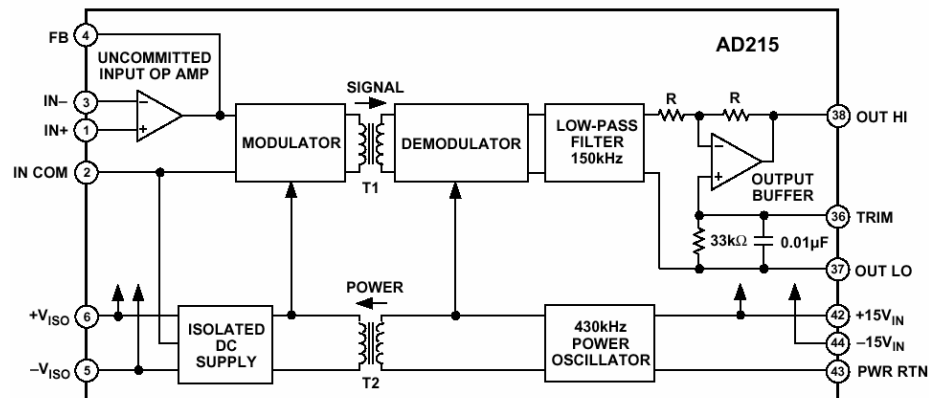 AD215
FB
4
UNCOMMITTED
INPUT OP AMP
IN–
3
IN+
1
IN COM
2
–
+
MODULATOR
SIGNAL
T1
DEMODULATOR
LOW-PASS
FILTER
150kHz
R
R
–
+
OUTPUT
BUFFER
38
OUT HI
36
TRIM
33kΩ
0.01µF
37
OUT LO
POWER
+VISO
6
–VISO
5
ISOLATED
DC
SUPPLY
T2
430kHz
POWER
OSCILLATOR
42
+15VIN
44
–15VIN
43
PWR RTN